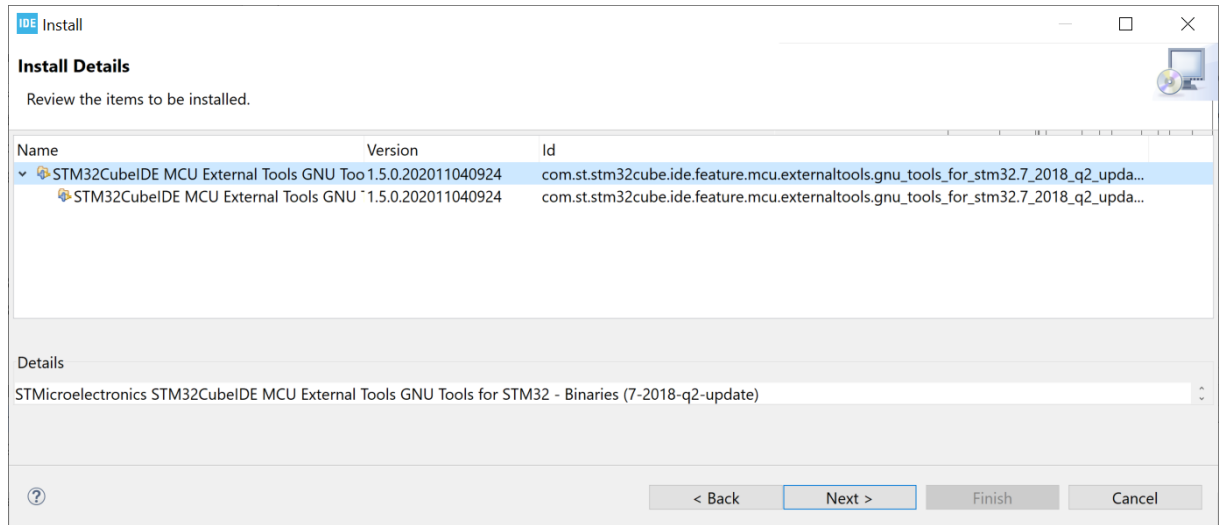 IDE Install
Install Details
Review the items to be installed.
Name Version Id
STM32CubeIDE MCU External Tools GNU Too 1.5.0.202011040924 com.st.stm32cube.ide.feature.mcu.externaltools.gnu_tools_for_stm32.7_2018_q2_upda...
STM32CubeIDE MCU External Tools GNU 1.5.0.202011040924 com.st.stm32cube.ide.feature.mcu.externaltools.gnu_tools_for_stm32.7_2018_q2_upda...
Details
STMicroelectronics STM32CubeIDE MCU External Tools GNU Tools for STM32 - Binaries (7-2018-q2-update)
? < Back Next > Finish Cancel